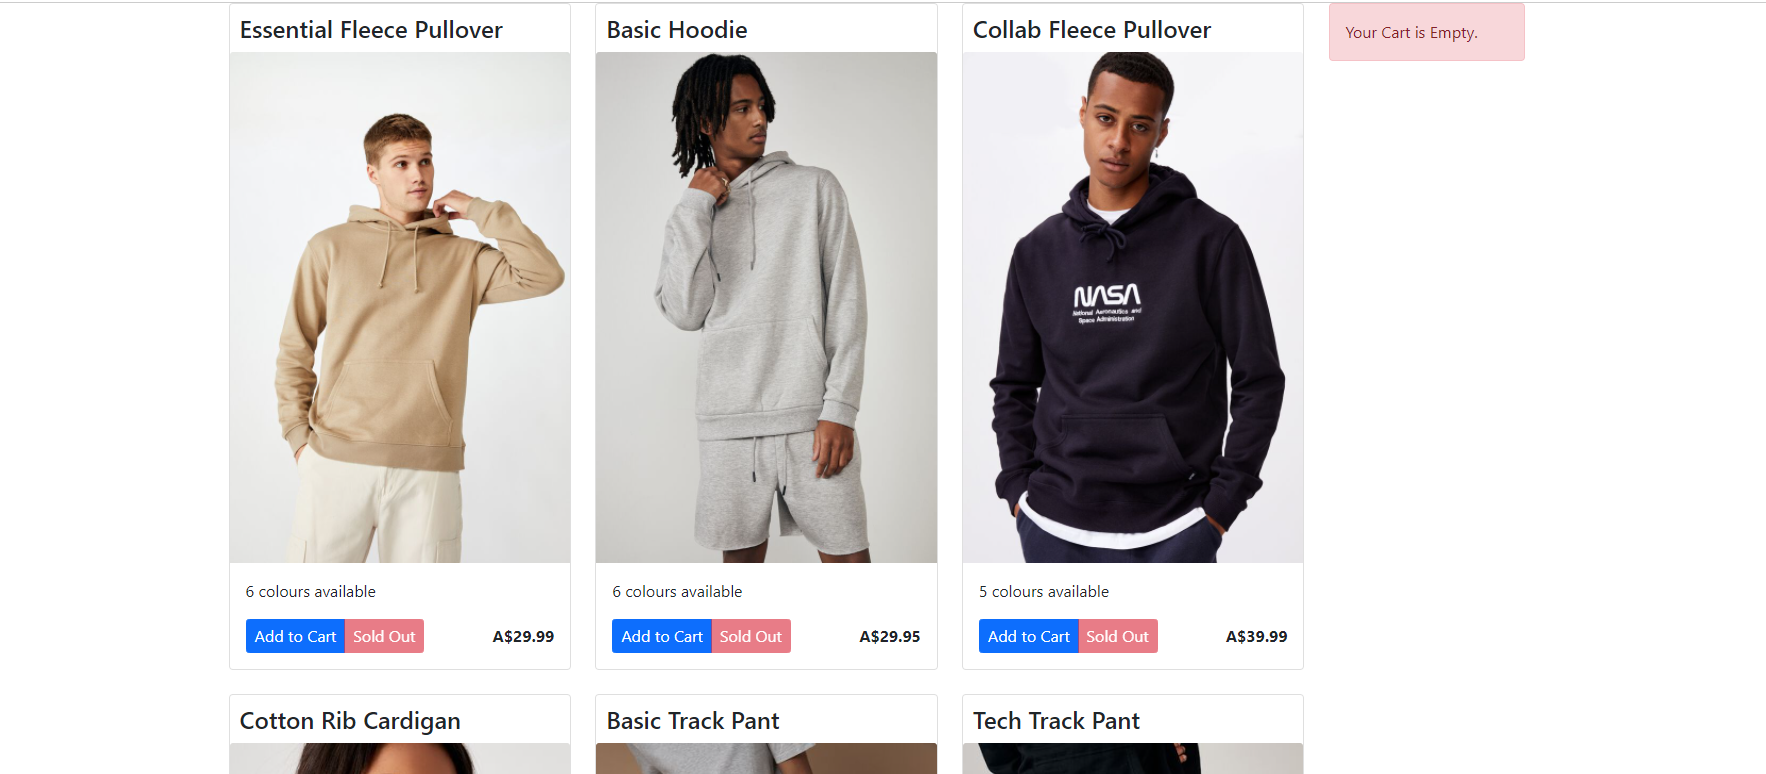 Essential Fleece Pullover
Basic Hoodie
Collab Fleece Pullover
Your Cart is Empty.
NASA
National Aeronautics and
Space Administration
6 colours available
6 colours available
5 colours available
Add to Cart Sold Out A$29.99
Add to Cart Sold Out A$29.95
Add to Cart Sold Out A$39.99
Cotton Rib Cardigan
Basic Track Pant
Tech Track Pant